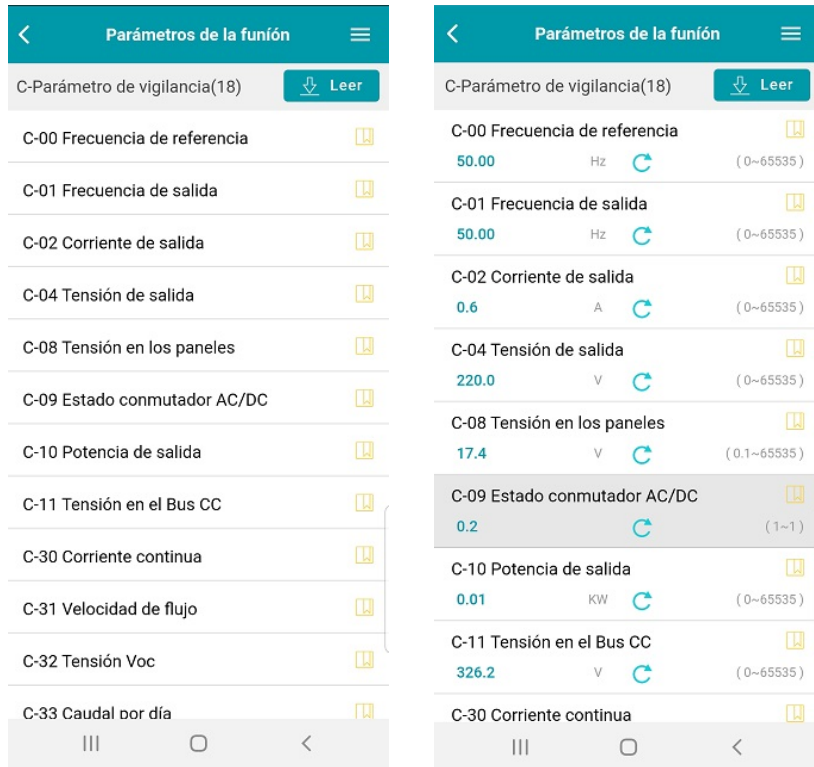 Parámetros de la funíón
C-Parámetro de vigilancia(18)
Leer
C-00 Frecuencia de referencia
C-01 Frecuencia de salida
C-02 Corriente de salida
C-04 Tensión de salida
C-08 Tensión en los paneles
C-09 Estado conmutador AC/DC
C-10 Potencia de salida
C-11 Tensión en el Bus CC
C-30 Corriente continua
C-31 Velocidad de flujo
C-32 Tensión Voc
C-33 Caudal por día
Parámetros de la funíón
C-Parámetro de vigilancia(18)
Leer
C-00 Frecuencia de referencia
50.00 Hz (0~65535)
C-01 Frecuencia de salida
50.00 Hz (0~65535)
C-02 Corriente de salida
0.6 A (0~65535)
C-04 Tensión de salida
220.0 V (0~65535)
C-08 Tensión en los paneles
17.4 V (0.1~65535)
C-09 Estado conmutador AC/DC
0.2 (1~1)
C-10 Potencia de salida
0.01 KW (0~65535)
C-11 Tensión en el Bus CC
326.2 V (0~65535)
C-30 Corriente continua